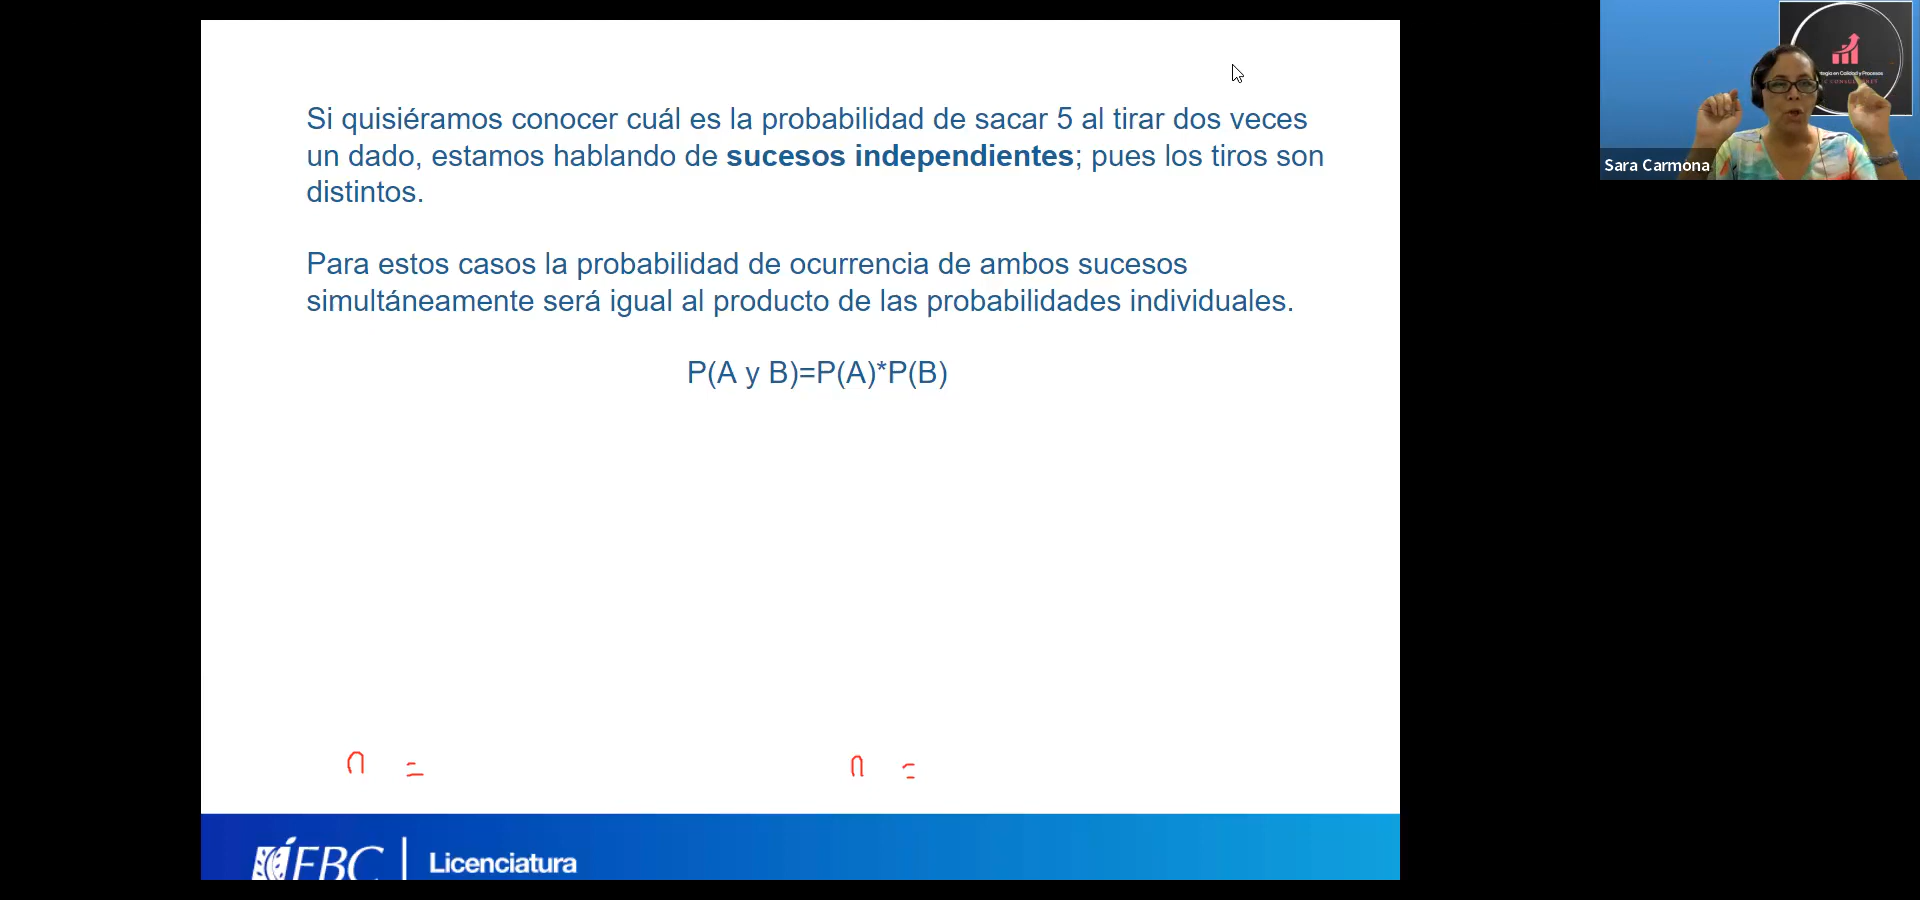 Si quisiéramos conocer cuál es la probabilidad de sacar 5 al tirar dos veces
un dado, estamos hablando de sucesos independientes; pues los tiros son
distintos.
Para estos casos la probabilidad de ocurrencia de ambos sucesos
simultáneamente será igual al producto de las probabilidades individuales.
P(A y B)=P(A)*P(B)
n =
n =
EBC | Licenciatura
Sara Carmona